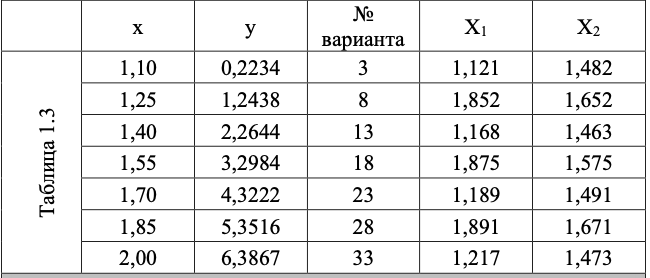 x y № варианта X₁ X₂
Таблица 1.3
1,10 0,2234 3 1,121 1,482
1,25 1,2438 8 1,852 1,652
1,40 2,2644 13 1,168 1,463
1,55 3,2984 18 1,875 1,575
1,70 4,3222 23 1,189 1,491
1,85 5,3516 28 1,891 1,671
2,00 6,3867 33 1,217 1,473